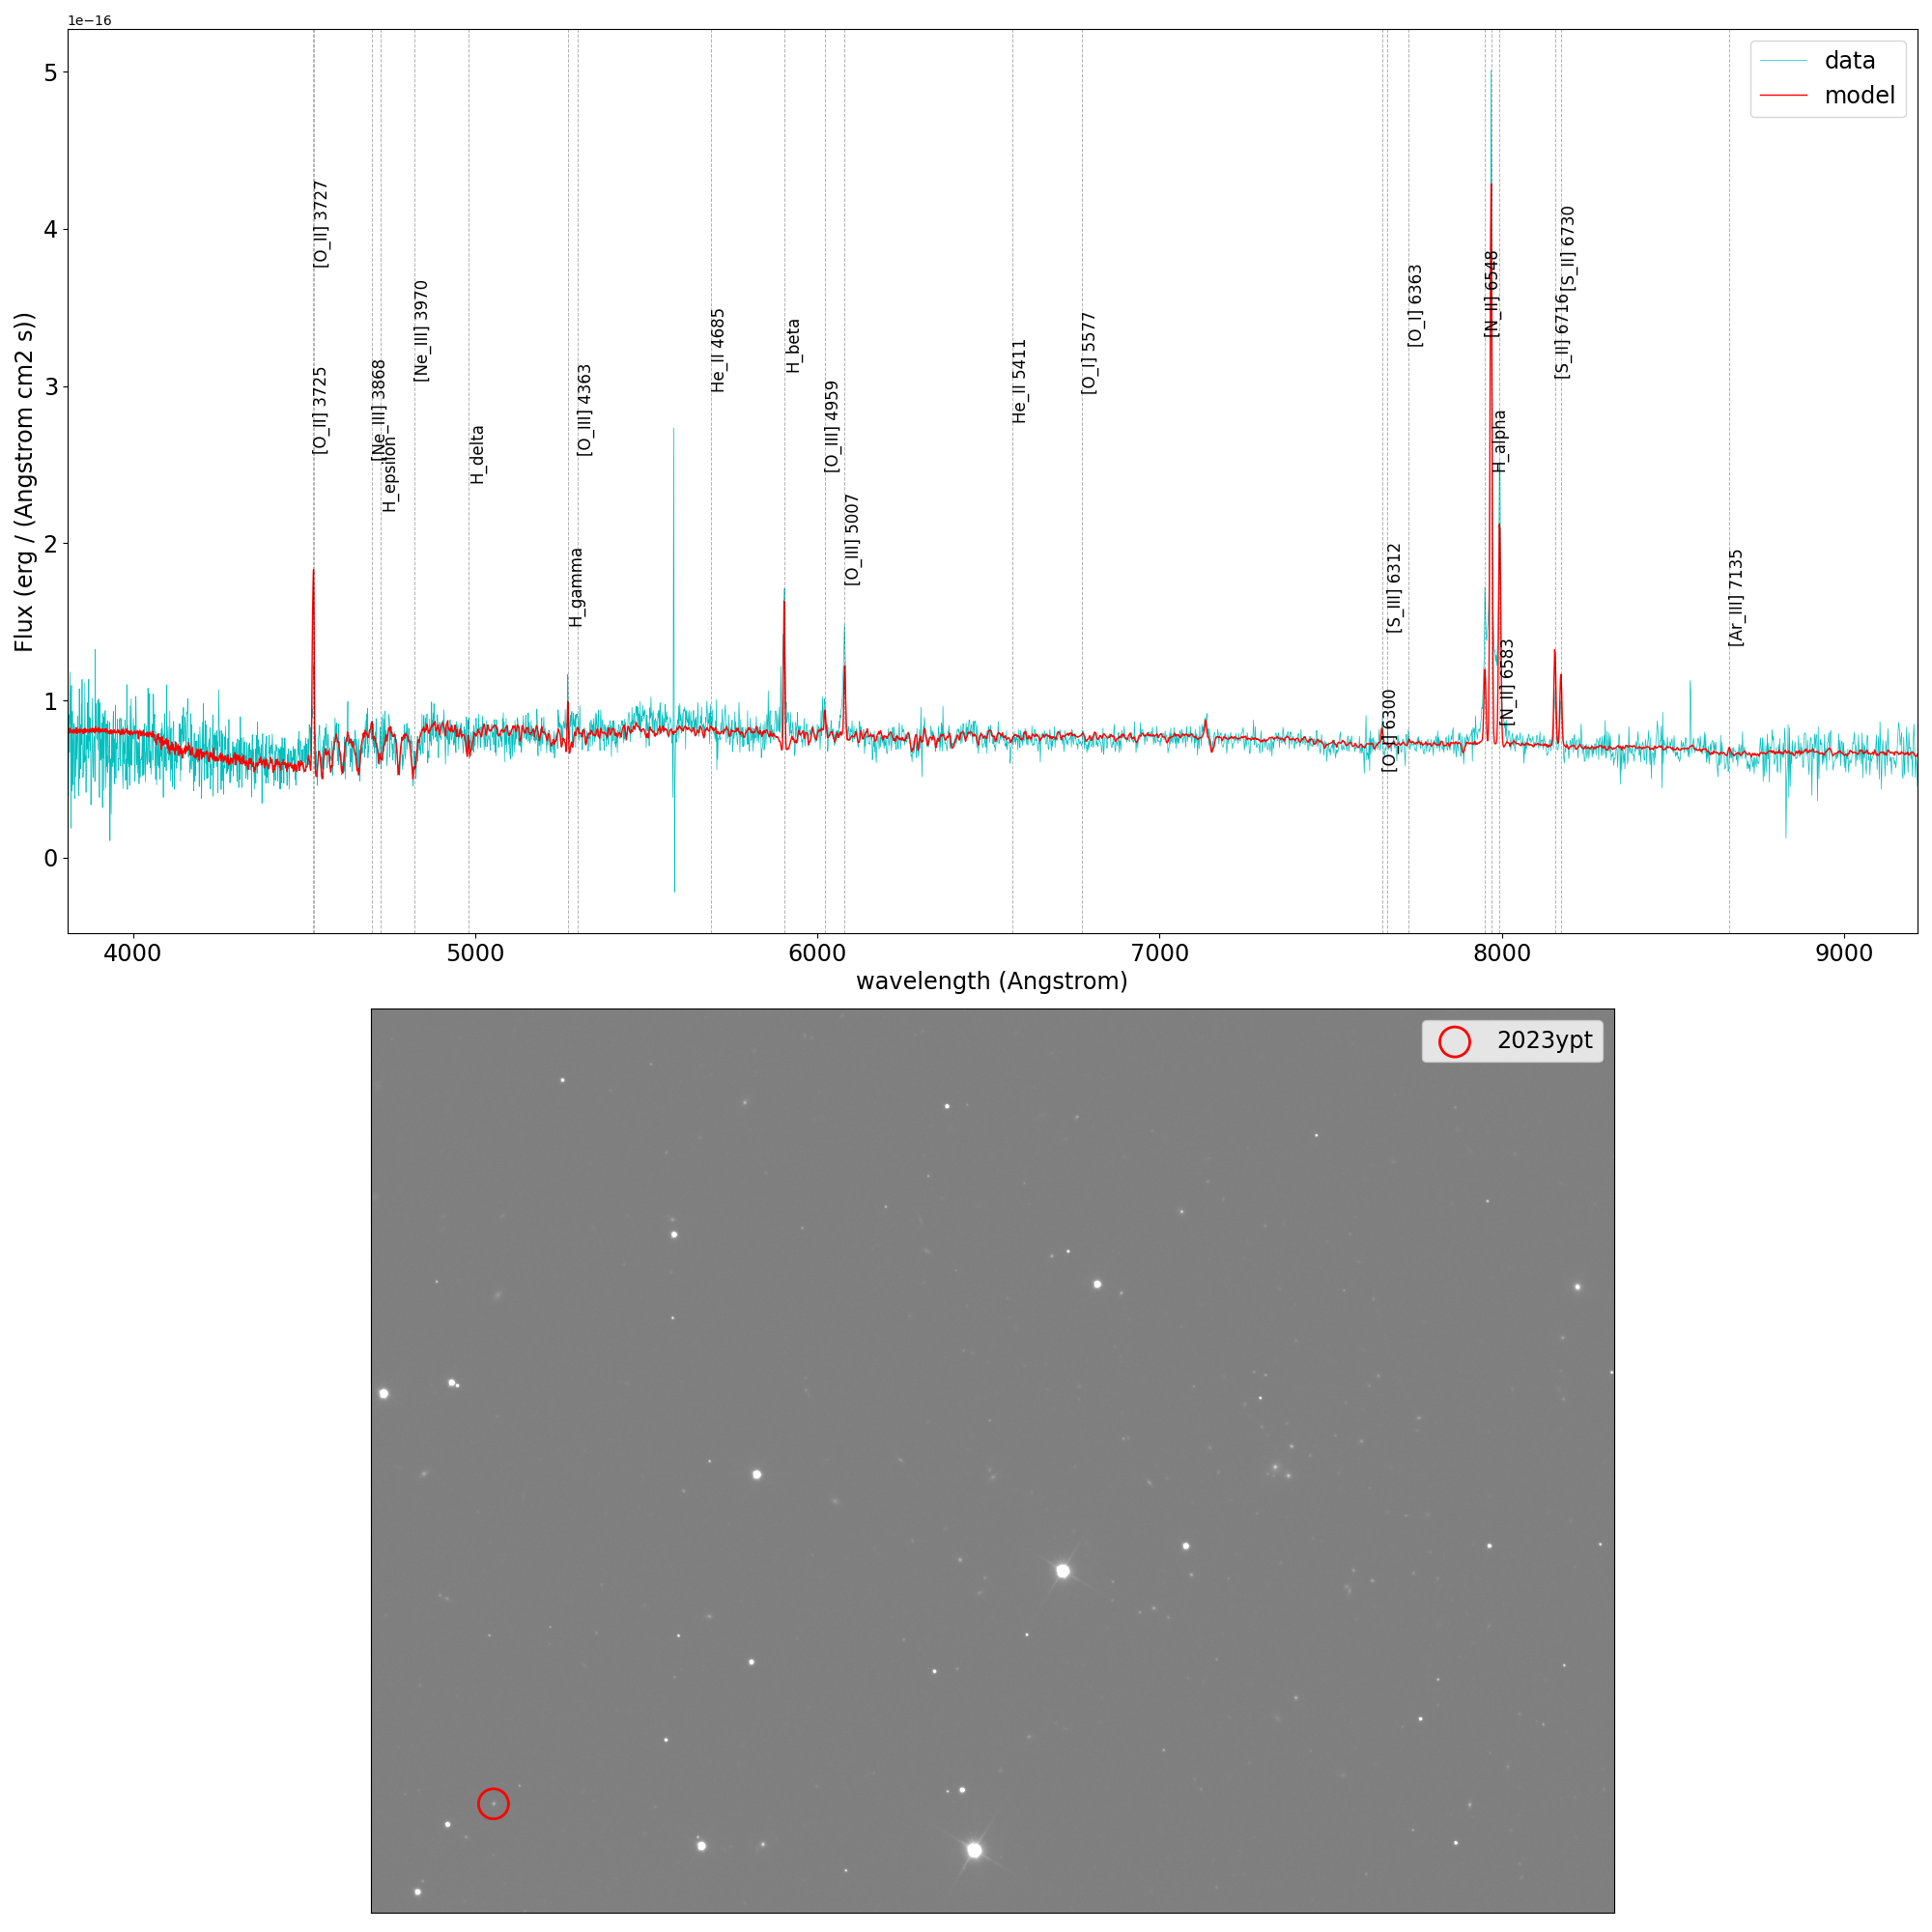 1e−16
data
model
[O_II] 3725
[O_II] 3727
[Ne_III] 3868
H_epsilon
[Ne_III] 3970
H_delta
H_gamma
[O_III] 4363
He_II 4685
H_beta
[O_III] 4959
[O_III] 5007
He_II 5411
[O_I] 5577
[O_I] 6300
[S_III] 6312
[O_I] 6363
[N_II] 6548
H_alpha
[N_II] 6583
[S_II] 6716
[S_II] 6730
[Ar_III] 7135
5
4
3
2
1
0
Flux (erg / (Angstrom cm2 s))
4000 5000 6000 7000 8000 9000
wavelength (Angstrom)
2023ypt